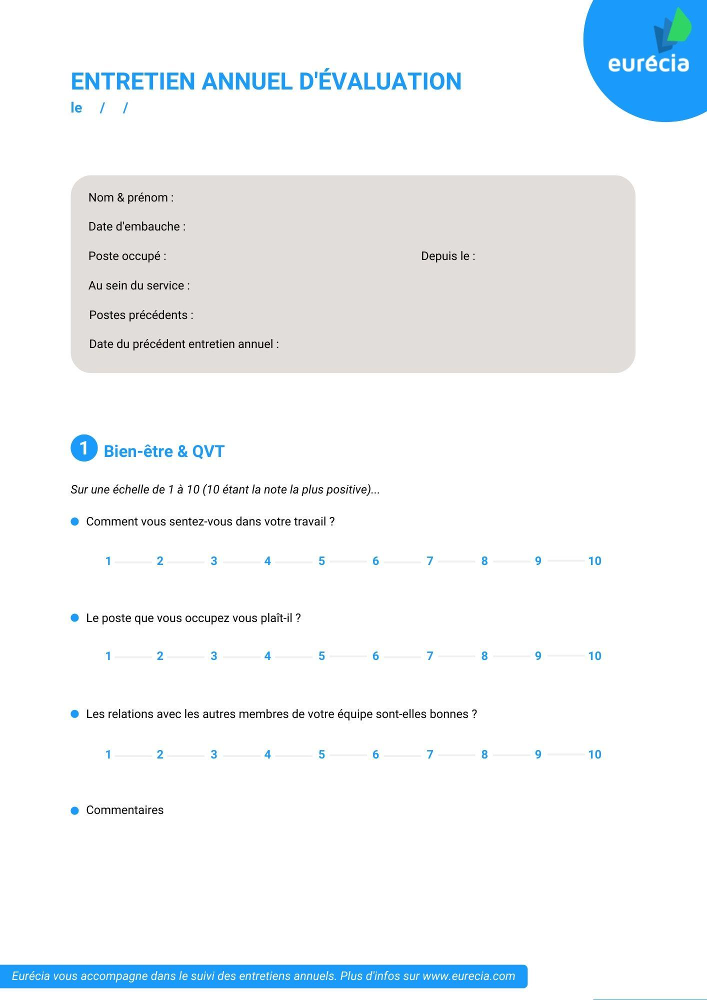 eurécia
ENTRETIEN ANNUEL D'ÉVALUATION
le / /
Nom & prénom :
Date d'embauche :
Poste occupé : Depuis le :
Au sein du service :
Postes précédents :
Date du précédent entretien annuel :
1 Bien-être & QVT
Sur une échelle de 1 à 10 (10 étant la note la plus positive)...
Comment vous sentez-vous dans votre travail ?
1 2 3 4 5 6 7 8 9 10
Le poste que vous occupez vous plaît-il ?
1 2 3 4 5 6 7 8 9 10
Les relations avec les autres membres de votre équipe sont-elles bonnes ?
1 2 3 4 5 6 7 8 9 10
Commentaires
Eurécia vous accompagne dans le suivi des entretiens annuels. Plus d'infos sur www.eurecia.com